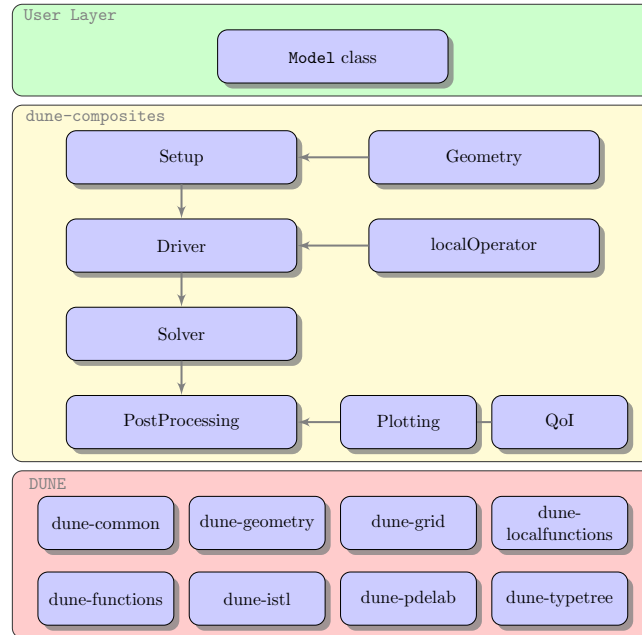 User Layer
Model class
dune-composites
Setup
Geometry
Driver
localOperator
Solver
PostProcessing
Plotting
QoI
DUNE
dune-common
dune-geometry
dune-grid
dune-
localfunctions
dune-functions
dune-istl
dune-pdelab
dune-typetree